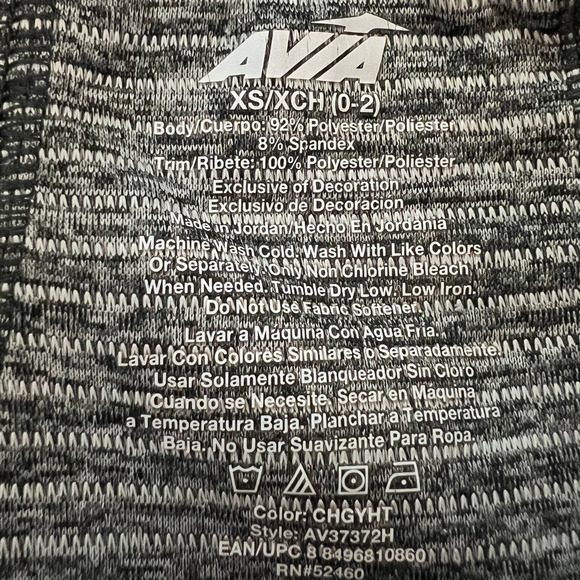 AVIA
XS/XCH (0-2)
Body/Cuerpo: 92% Polyester/Poliéster
8% Spandex
Trim/Ribete: 100% Polyester/Poliéster
Exclusive of Decoration
Exclusivo de Decoración
Made in Jordan/Hecho En Jordania
Machine Wash Cold. Wash With Like Colors
Or Separately. Only Non Chlorine Bleach
When Needed. Tumble Dry Low. Low Iron.
Do Not Use Fabric Softener.
Lavar a Maquina Con Agua Fria.
Lavar Con Colores Similares o Separadamente.
Usar Solamente Blanqueador Sin Cloro
Cuando se Necesite. Secar en Maquina
a Temperatura Baja. Planchar a Temperatura
Baja. No Usar Suavizante Para Ropa.
Color: CHGYHT
Style: AV37372H
EAN/UPC 8 8496810860
RN#52460